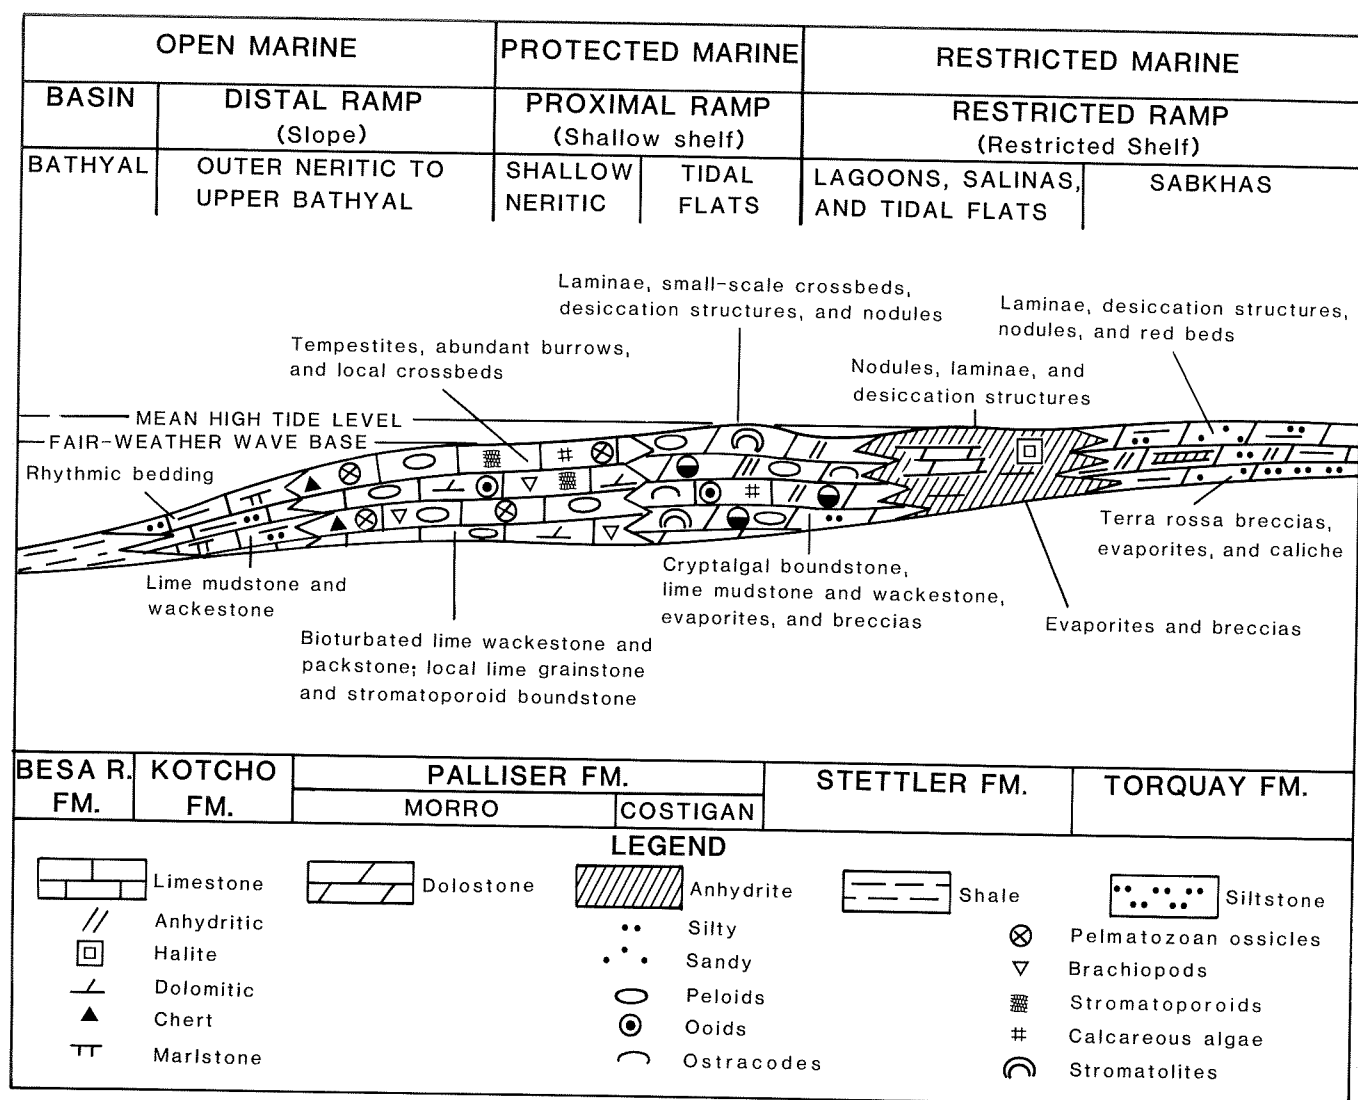 OPEN MARINE
PROTECTED MARINE
RESTRICTED MARINE
BASIN
DISTAL RAMP
(Slope)
PROXIMAL RAMP
(Shallow shelf)
RESTRICTED RAMP
(Restricted Shelf)
BATHYAL
OUTER NERITIC TO
UPPER BATHYAL
SHALLOW
NERITIC
TIDAL
FLATS
LAGOONS, SALINAS,
AND TIDAL FLATS
SABKHAS
Laminae, small-scale crossbeds,
desiccation structures, and nodules
Laminae, desiccation structures,
nodules, and red beds
Tempestites, abundant burrows,
and local crossbeds
Nodules, laminae, and
desiccation structures
MEAN HIGH TIDE LEVEL
FAIR-WEATHER WAVE BASE
Rhythmic bedding
Lime mudstone and
wackestone
Bioturbated lime wackestone and
packstone; local lime grainstone
and stromatoporoid boundstone
Cryptalgal boundstone,
lime mudstone and wackestone,
evaporites, and breccias
Terra rossa breccias,
evaporites, and caliche
Evaporites and breccias
BESA R.
FM.
KOTCHO
FM.
PALLISER FM.
MORRO
COSTIGAN
STETTLER FM.
TORQUAY FM.
LEGEND
Limestone
Dolostone
Anhydrite
Shale
Siltstone
Anhydritic
Halite
Dolomitic
Chert
Marlstone
Silty
Sandy
Peloids
Ooids
Ostracodes
Pelmatozoan ossicles
Brachiopods
Stromatoporoids
Calcareous algae
Stromatolites